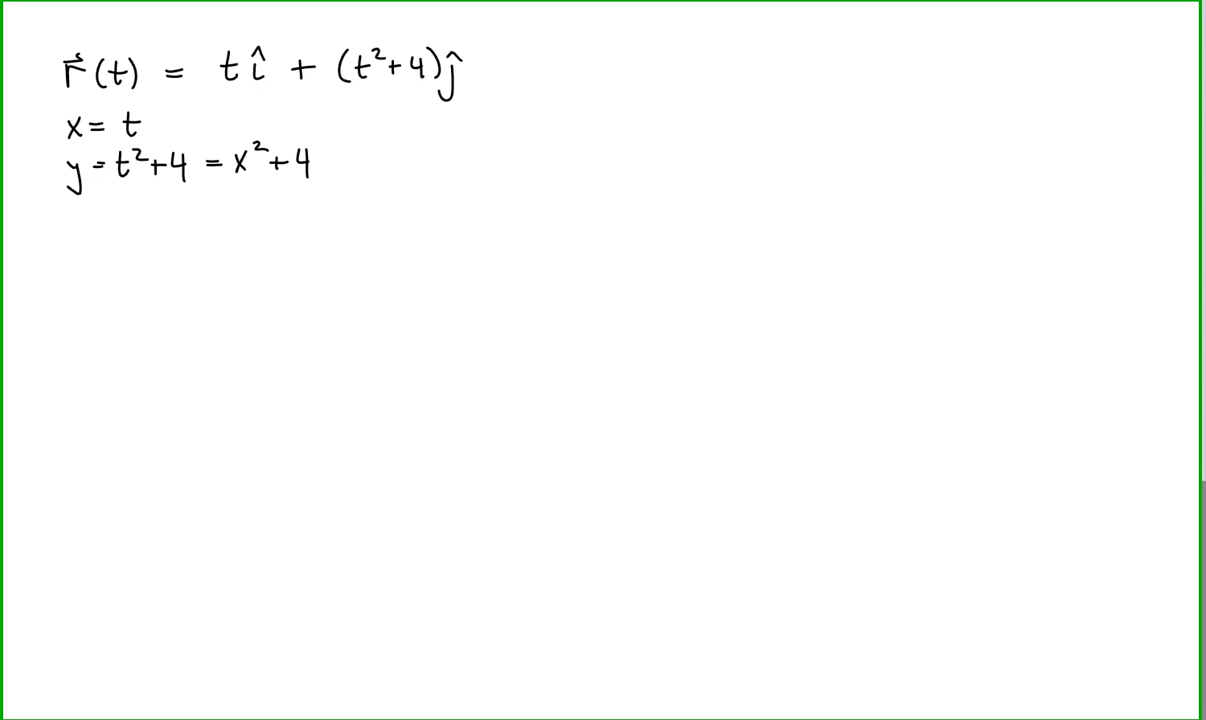 r⃗(t) = t î + (t²+4)ĵ
x = t
y = t²+4 = x²+4